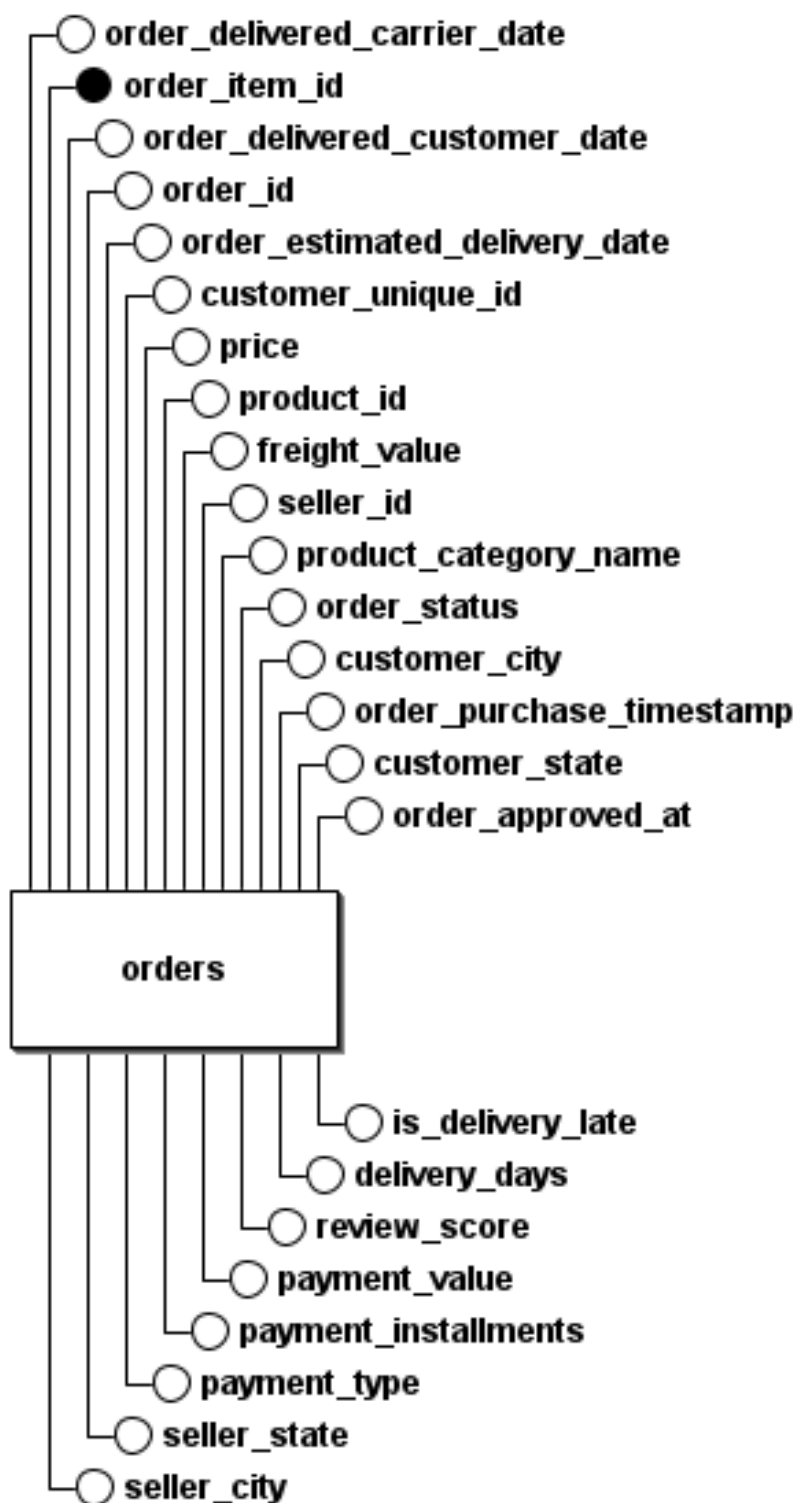 order_delivered_carrier_date
order_item_id
order_delivered_customer_date
order_id
order_estimated_delivery_date
customer_unique_id
price
product_id
freight_value
seller_id
product_category_name
order_status
customer_city
order_purchase_timestamp
customer_state
order_approved_at
orders
is_delivery_late
delivery_days
review_score
payment_value
payment_installments
payment_type
seller_state
seller_city